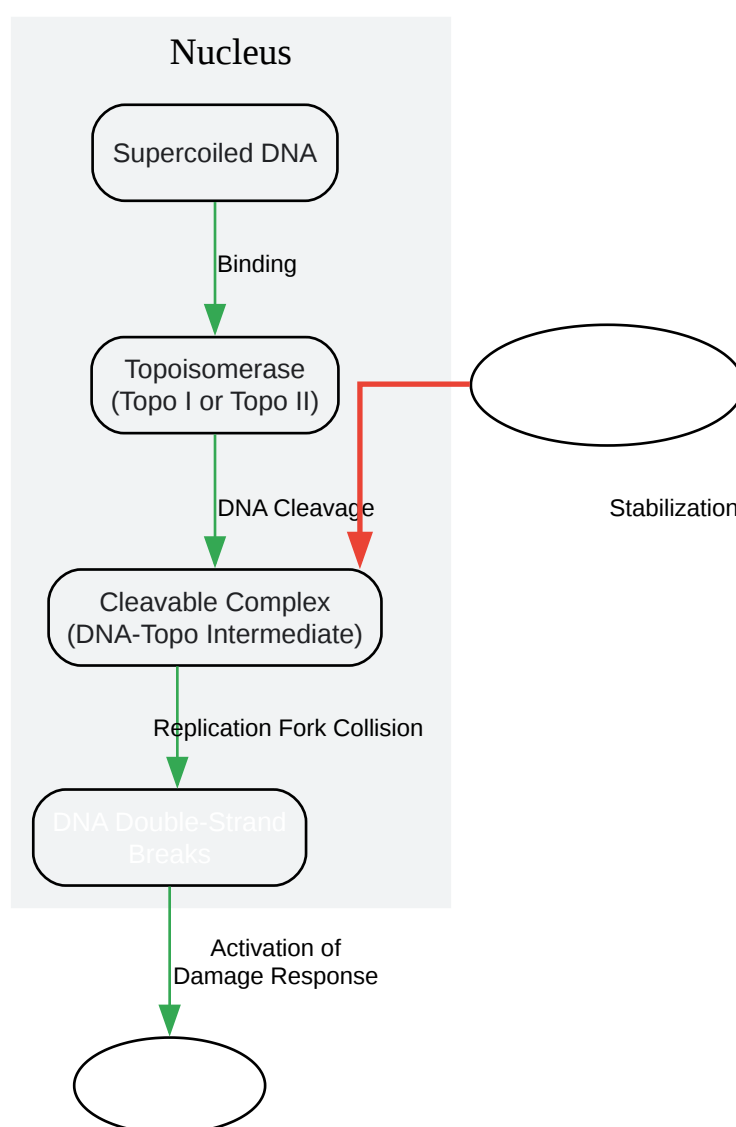 Nucleus
Supercoiled DNA
Binding
Topoisomerase
(Topo I or Topo II)
DNA Cleavage
Stabilization
Cleavable Complex
(DNA-Topo Intermediate)
Replication Fork Collision
DNA Double-Strand
Breaks
Activation of
Damage Response